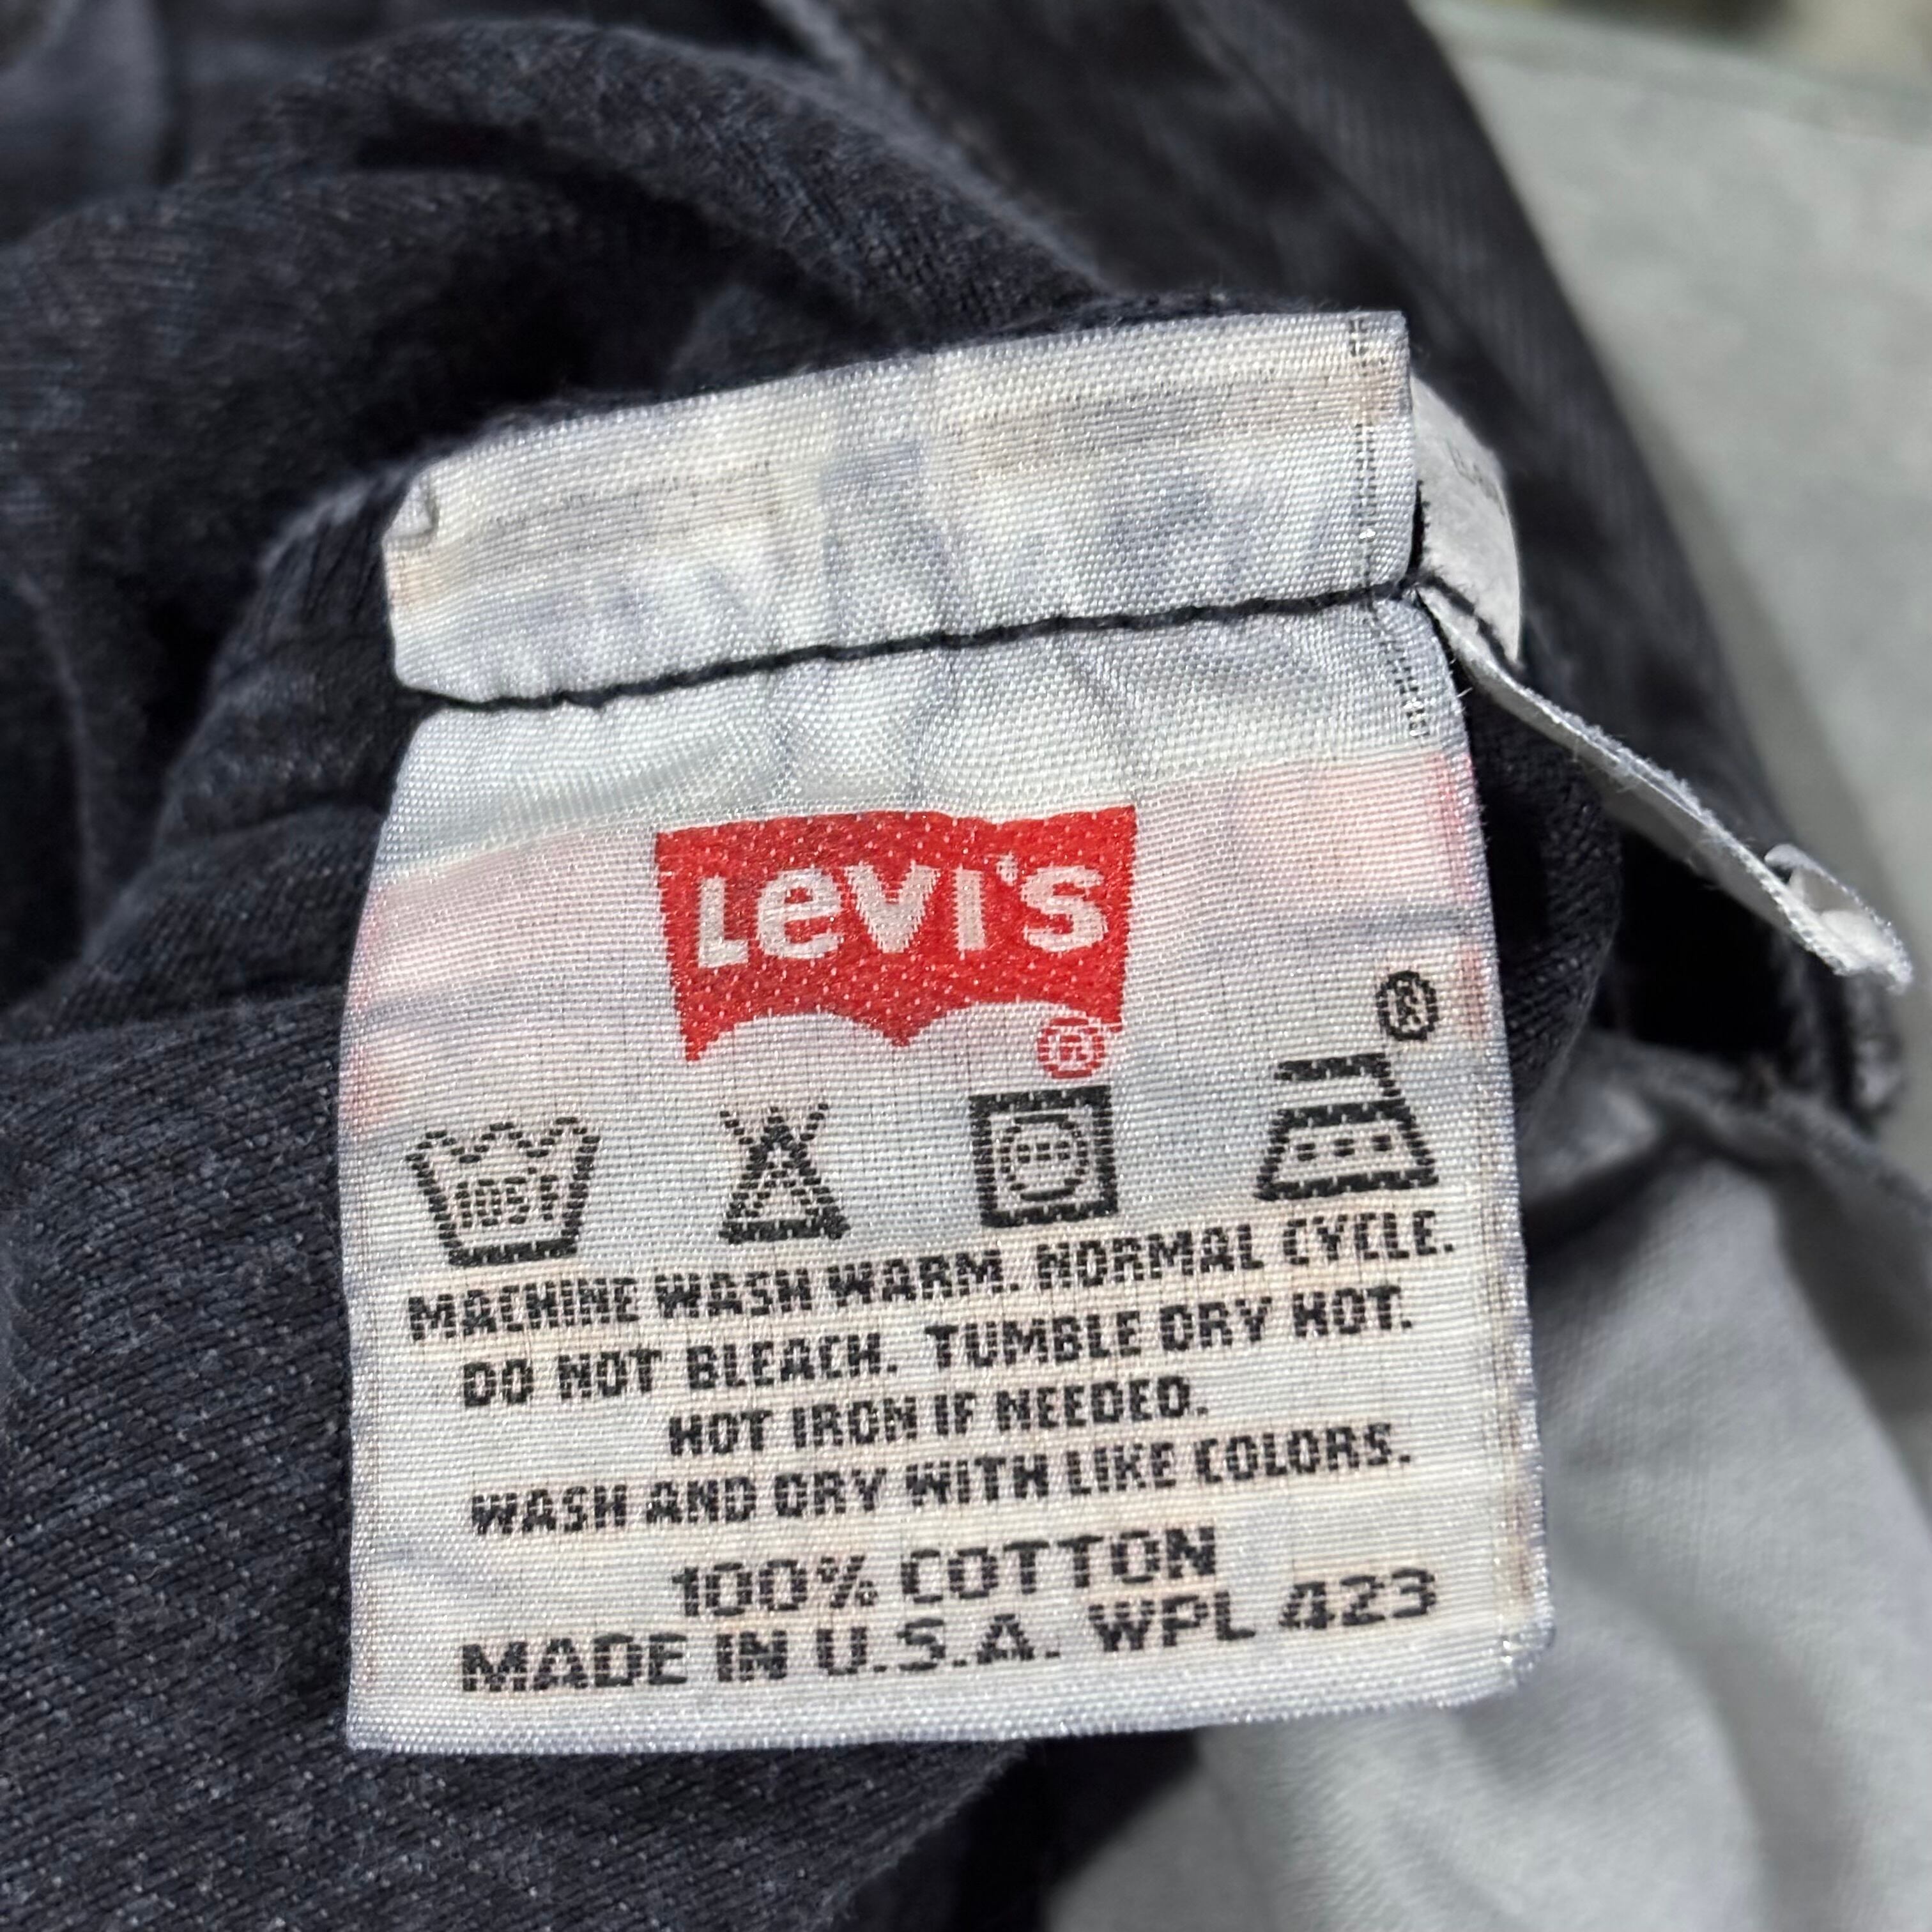 LEVI'S
®
®
105F
MACHINE WASH WARM. NORMAL CYCLE.
DO NOT BLEACH. TUMBLE DRY HOT.
HOT IRON IF NEEDED.
WASH AND DRY WITH LIKE COLORS.
100% COTTON
MADE IN U.S.A. WPL 423